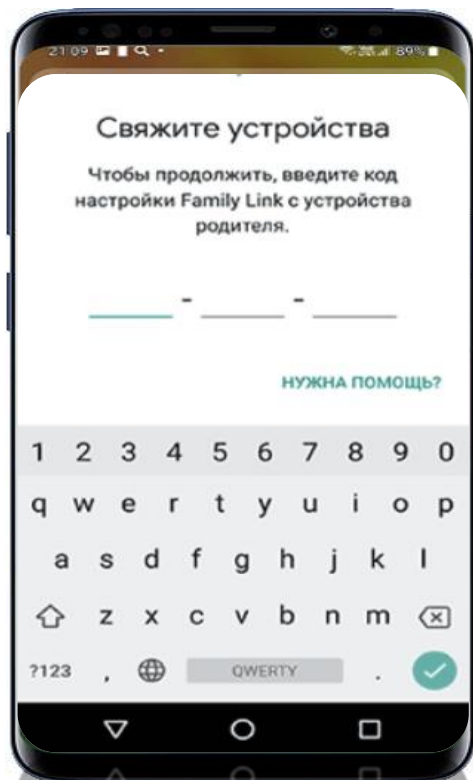 21 09 89%
Свяжите устройства
Чтобы продолжить, введите код
настройки Family Link с устройства
родителя.
- -
НУЖНА ПОМОЩЬ?
1 2 3 4 5 6 7 8 9 0
q w e r t y u i o p
a s d f g h j k l
z x c v b n m
?123 , QWERTY .